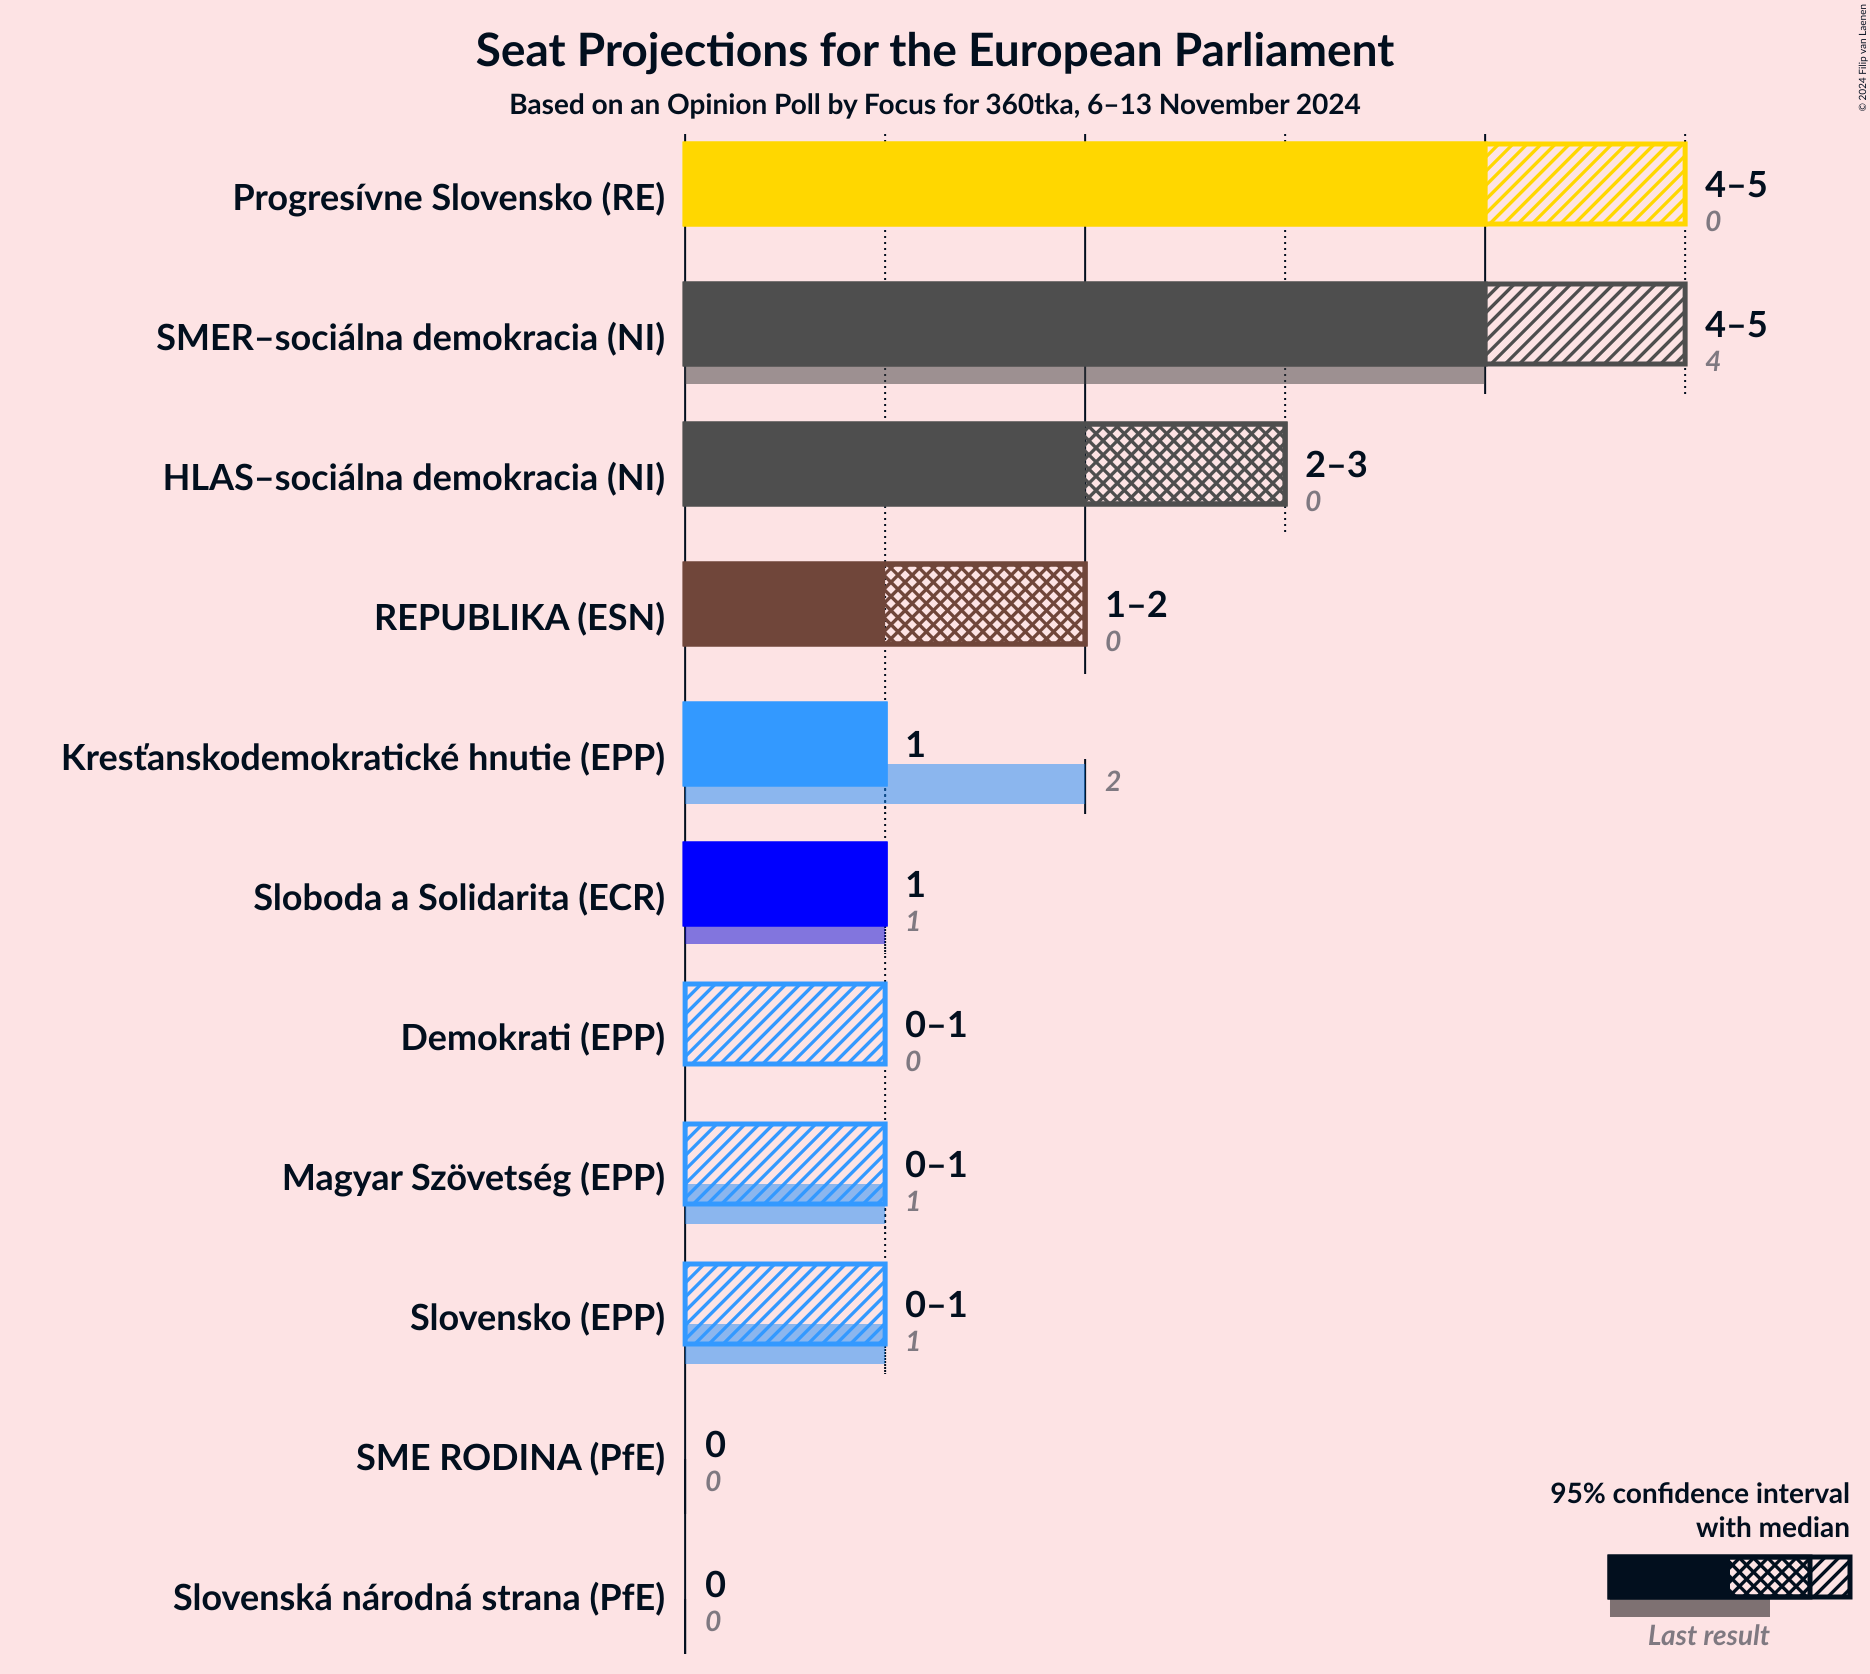 Seat Projections for the European Parliament
Based on an Opinion Poll by Focus for 360tka, 6–13 November 2024
© 2024 Filip van Laenen
Progresívne Slovensko (RE)
4–5
0
SMER–sociálna demokracia (NI)
4–5
4
HLAS–sociálna demokracia (NI)
2–3
0
REPUBLIKA (ESN)
1–2
0
Kresťanskodemokratické hnutie (EPP)
1
2
Sloboda a Solidarita (ECR)
1
1
Demokrati (EPP)
0–1
0
Magyar Szövetség (EPP)
0–1
1
Slovensko (EPP)
0–1
1
SME RODINA (PfE)
0
0
Slovenská národná strana (PfE)
0
0
95% confidence interval
with median
Last result